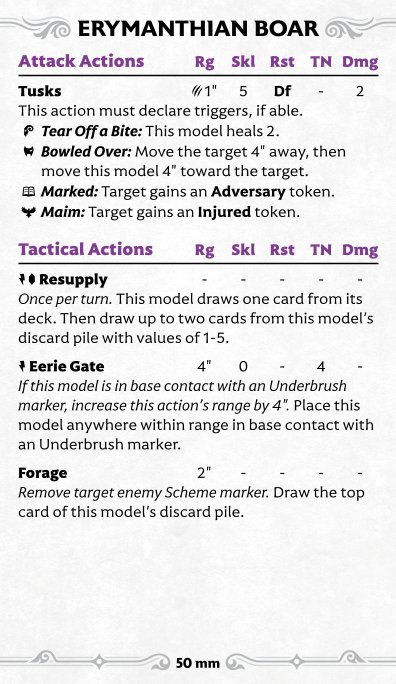 ERYMANTHIAN BOAR
Attack Actions Rg Skl Rst TN Dmg
Tusks 1" 5 Df - 2
This action must declare triggers, if able.
Tear Off a Bite: This model heals 2.
Bowled Over: Move the target 4" away, then
move this model 4" toward the target.
Marked: Target gains an Adversary token.
Maim: Target gains an Injured token.
Tactical Actions Rg Skl Rst TN Dmg
Resupply - - - - -
Once per turn. This model draws one card from its
deck. Then draw up to two cards from this model's
discard pile with values of 1-5.
Eerie Gate 4" 0 - 4 -
If this model is in base contact with an Underbrush
marker, increase this action's range by 4". Place this
model anywhere within range in base contact with
an Underbrush marker.
Forage 2" - - - -
Remove target enemy Scheme marker. Draw the top
card of this model's discard pile.
50 mm